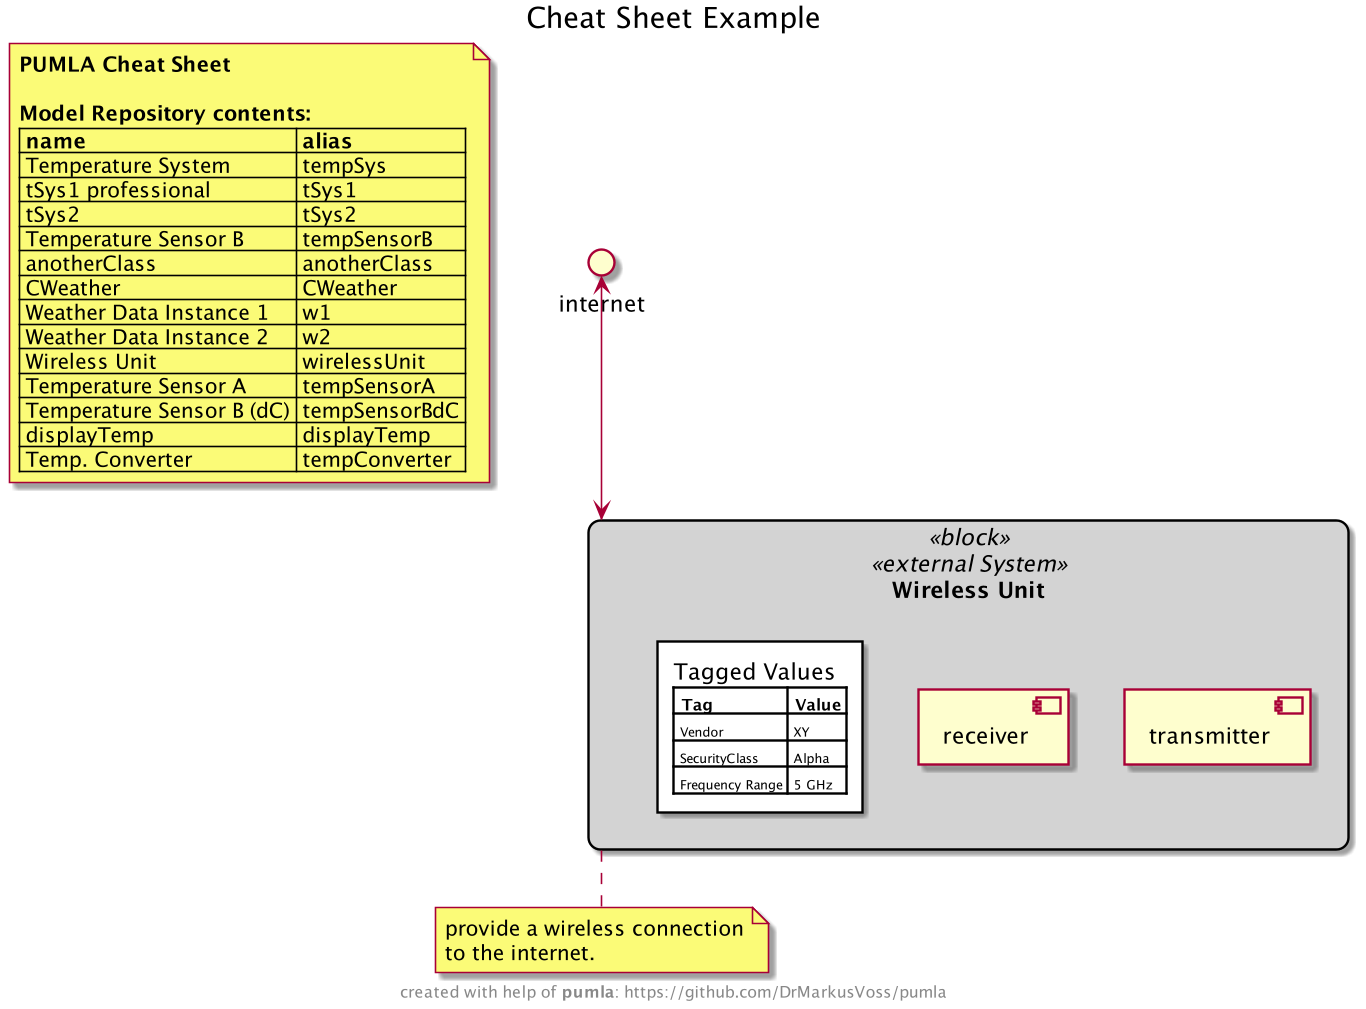 Cheat Sheet Example
PUMLA Cheat Sheet
Model Repository contents:
name alias
Temperature System tempSys
tSys1 professional tSys1
tSys2 tSys2
Temperature Sensor B tempSensorB
anotherClass anotherClass
CWeather CWeather
Weather Data Instance 1 w1
Weather Data Instance 2 w2
Wireless Unit wirelessUnit
Temperature Sensor A tempSensorA
Temperature Sensor B (dC) tempSensorBdC
displayTemp displayTemp
Temp. Converter tempConverter
internet
«block»
«external System»
Wireless Unit
Tagged Values
Tag Value
Vendor XY
SecurityClass Alpha
Frequency Range 5 GHz
receiver
transmitter
provide a wireless connection
to the internet.
created with help of pumla: https://github.com/DrMarkusVoss/pumla